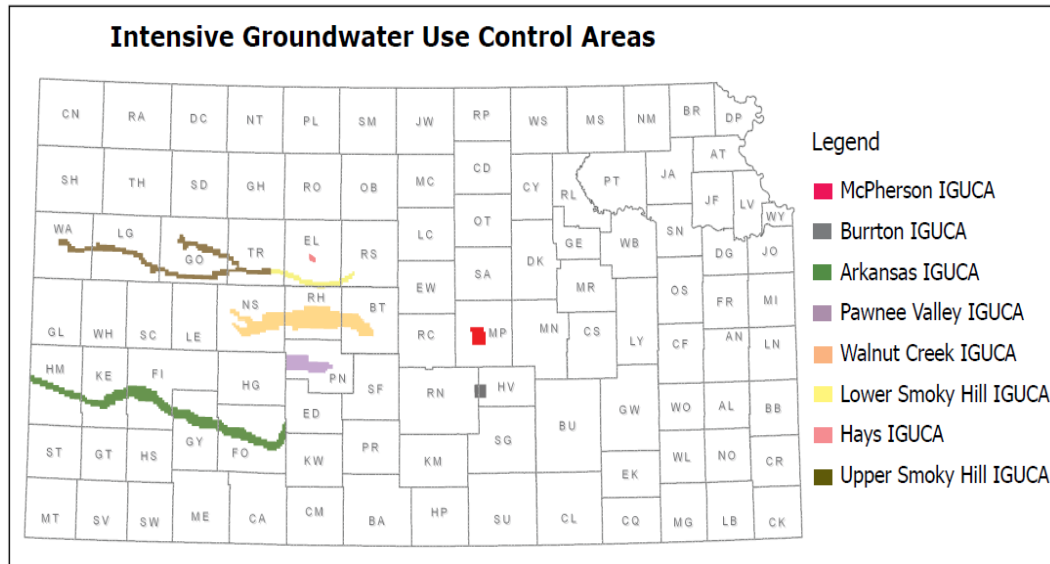 Intensive Groundwater Use Control Areas
CN RA DC NT PL SM JW RP WS MS NM BR DP
SH TH SD GH RO OB MC CD CY RL PT JA AT
JF LV WY
WA LG GO TR EL RS LC OT GE WB SN DG JO
SA DK MR
GL WH SC LE NS RH BT EW RC MP MN CS LY OS FR MI
CF AN LN
HM KE FI HG PN SF RN HV
ED BU GW WO AL BB
GY FO SG
ST GT HS KW PR KM EK WL NO CR
MT SV SW ME CA CM BA HP SU CL CQ MG LB CK
Legend
McPherson IGUCA
Burrton IGUCA
Arkansas IGUCA
Pawnee Valley IGUCA
Walnut Creek IGUCA
Lower Smoky Hill IGUCA
Hays IGUCA
Upper Smoky Hill IGUCA